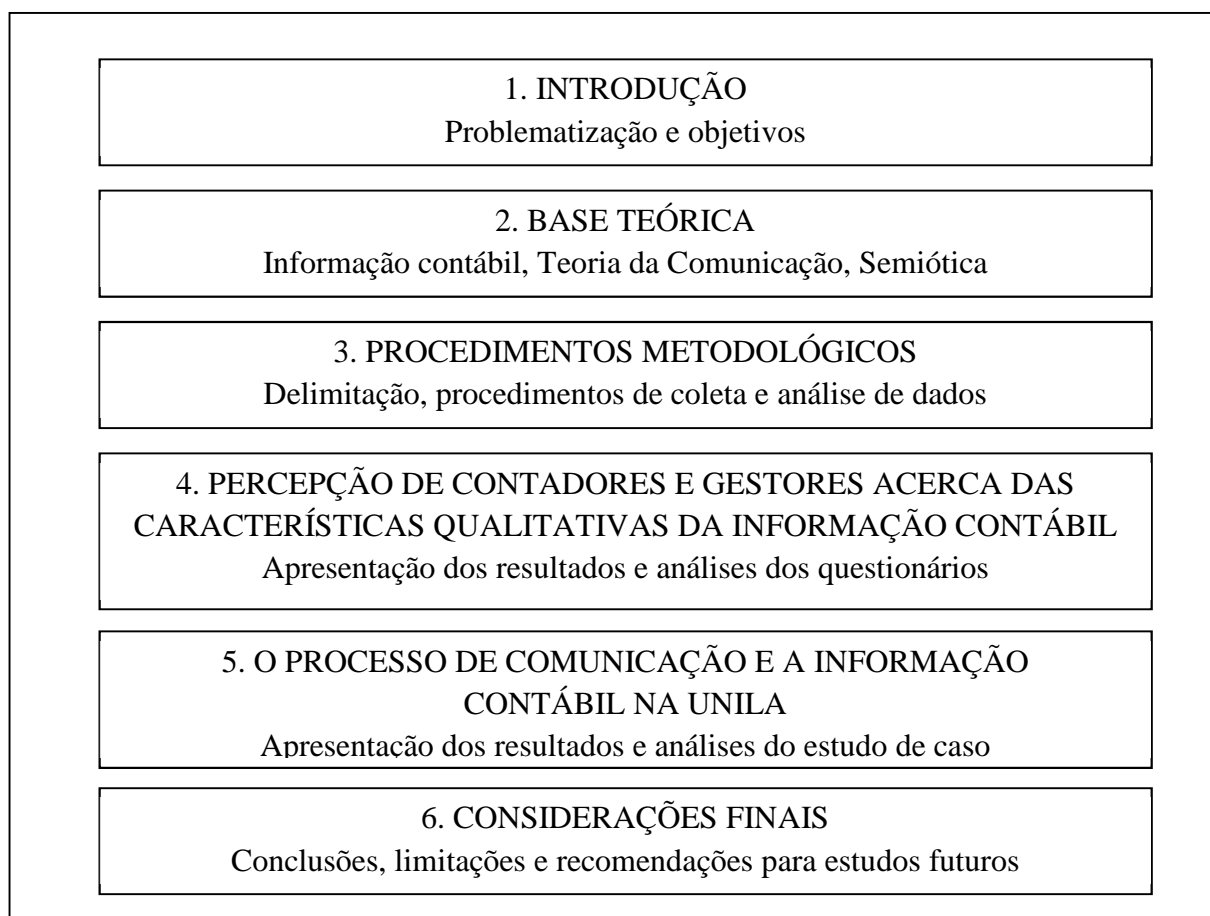 1. INTRODUÇÃO
Problematização e objetivos
2. BASE TEÓRICA
Informação contábil, Teoria da Comunicação, Semiótica
3. PROCEDIMENTOS METODOLÓGICOS
Delimitação, procedimentos de coleta e análise de dados
4. PERCEPÇÃO DE CONTADORES E GESTORES ACERCA DAS
CARACTERÍSTICAS QUALITATIVAS DA INFORMAÇÃO CONTÁBIL
Apresentação dos resultados e análises dos questionários
5. O PROCESSO DE COMUNICAÇÃO E A INFORMAÇÃO
CONTÁBIL NA UNILA
Apresentação dos resultados e análises do estudo de caso
6. CONSIDERAÇÕES FINAIS
Conclusões, limitações e recomendações para estudos futuros